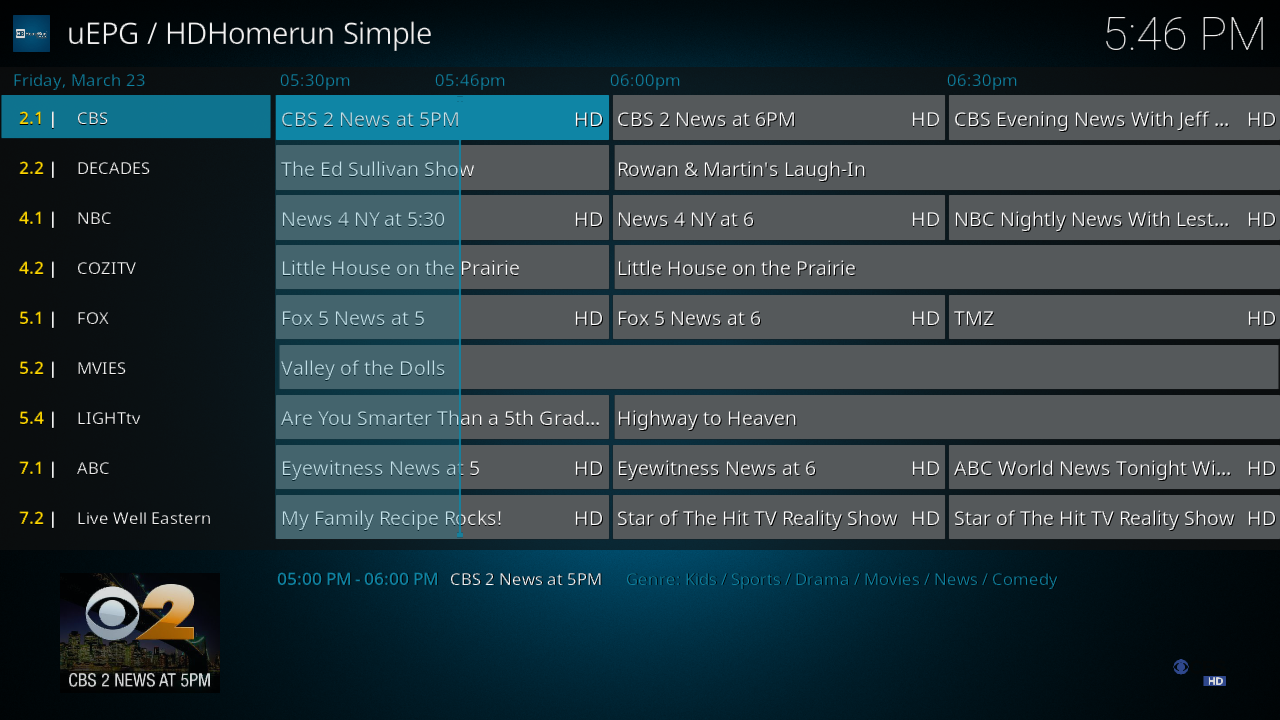 uEPG / HDHomerun Simple
5:46 PM
Friday, March 23 05:30pm 05:46pm 06:00pm 06:30pm
2.1 | CBS CBS 2 News at 5PM HD CBS 2 News at 6PM HD CBS Evening News With Jeff ... HD
2.2 | DECADES The Ed Sullivan Show Rowan & Martin's Laugh-In
4.1 | NBC News 4 NY at 5:30 HD News 4 NY at 6 HD NBC Nightly News With Lest... HD
4.2 | COZITV Little House on the Prairie Little House on the Prairie
5.1 | FOX Fox 5 News at 5 HD Fox 5 News at 6 HD TMZ HD
5.2 | MVIES Valley of the Dolls
5.4 | LIGHTtv Are You Smarter Than a 5th Grad... Highway to Heaven
7.1 | ABC Eyewitness News at 5 HD Eyewitness News at 6 HD ABC World News Tonight Wi... HD
7.2 | Live Well Eastern My Family Recipe Rocks! HD Star of The Hit TV Reality Show HD Star of The Hit TV Reality Show HD
05:00 PM - 06:00 PM CBS 2 News at 5PM Genre: Kids / Sports / Drama / Movies / News / Comedy
2
CBS 2 NEWS AT 5PM
HD